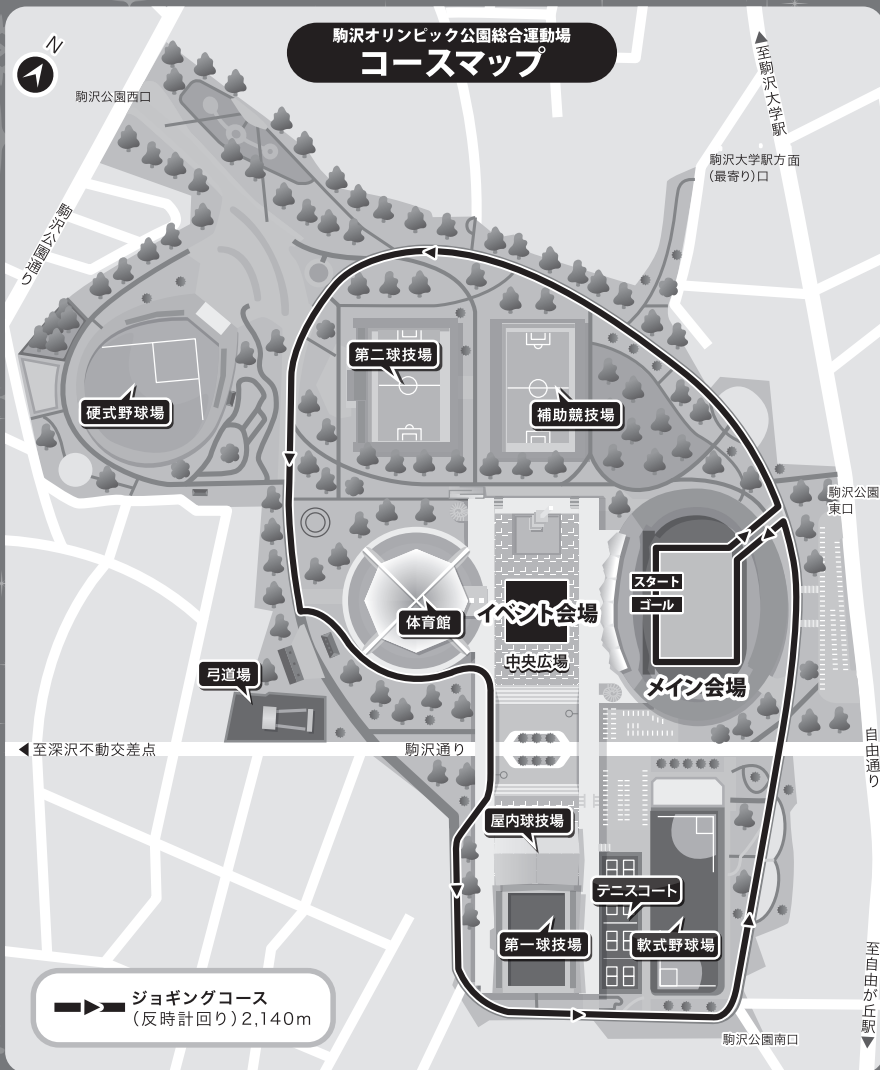 駒沢オリンピック公園総合運動場
コースマップ
N
駒沢公園西口
▲至駒沢大学駅
駒沢大学駅方面
(最寄り)口
駒沢公園通り
第二球技場
補助競技場
硬式野球場
駒沢公園
東口
スタート
ゴール
体育館
イベント会場
中央広場
メイン会場
弓道場
◀至深沢不動交差点
駒沢通り
自由通り
屋内球技場
テニスコート
第一球技場
軟式野球場
至自由が丘駅▼
ジョギングコース
(反時計回り)2,140m
駒沢公園南口